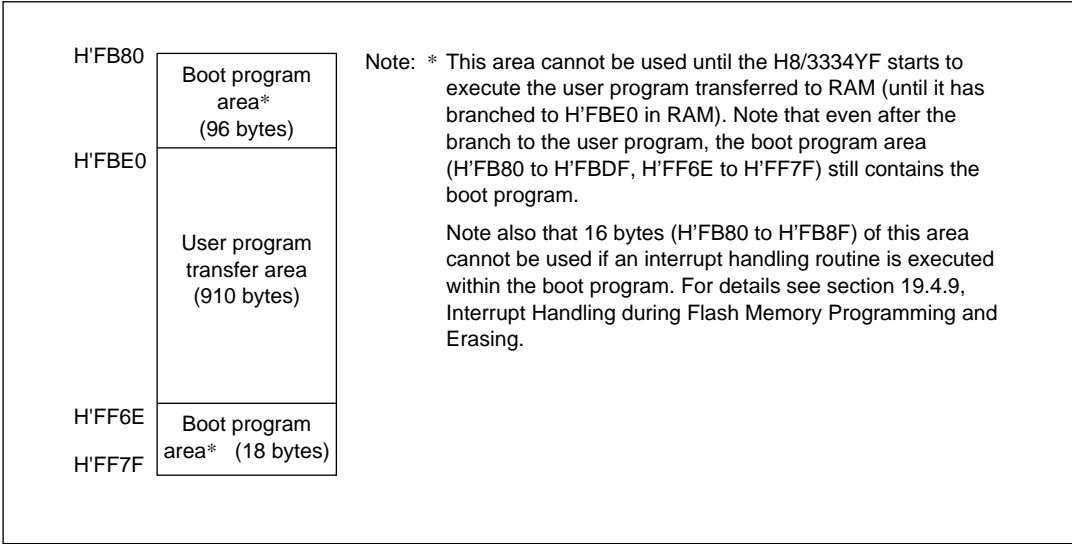 H'FB80
Boot program
area*
(96 bytes)
H'FBE0
User program
transfer area
(910 bytes)
H'FF6E
Boot program
area* (18 bytes)
H'FF7F
Note: * This area cannot be used until the H8/3334YF starts to
execute the user program transferred to RAM (until it has
branched to H'FBE0 in RAM). Note that even after the
branch to the user program, the boot program area
(H'FB80 to H'FBDF, H'FF6E to H'FF7F) still contains the
boot program.
Note also that 16 bytes (H'FB80 to H'FB8F) of this area
cannot be used if an interrupt handling routine is executed
within the boot program. For details see section 19.4.9,
Interrupt Handling during Flash Memory Programming and
Erasing.